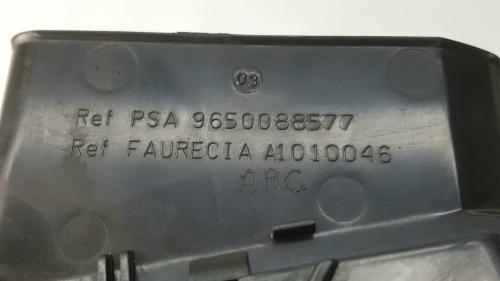 03
Ref PSA 9650088577
Ref FAURECIA A1010046
ARC